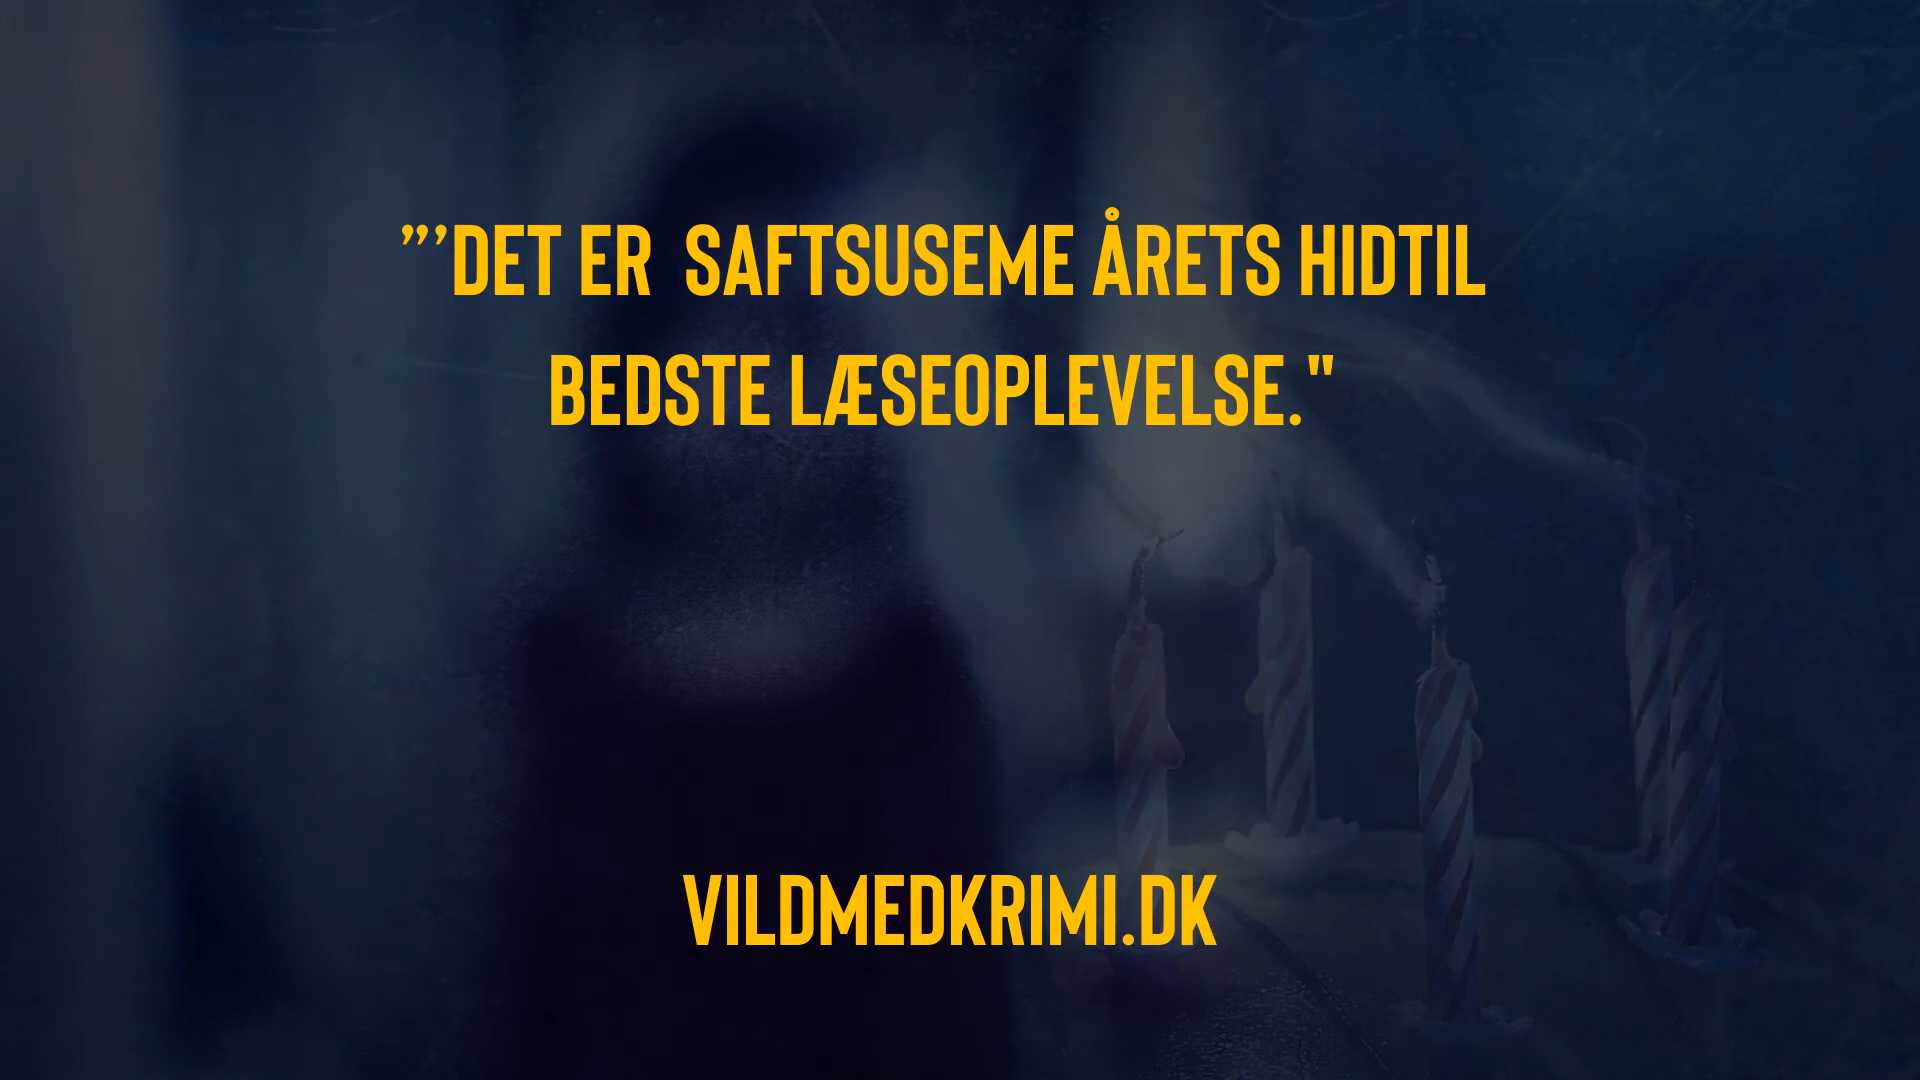 ”’DET ER  SAFTSUSEME ÅRETS HIDTIL
BEDSTE LÆSEOPLEVELSE."
VILDMEDKRIMI.DK